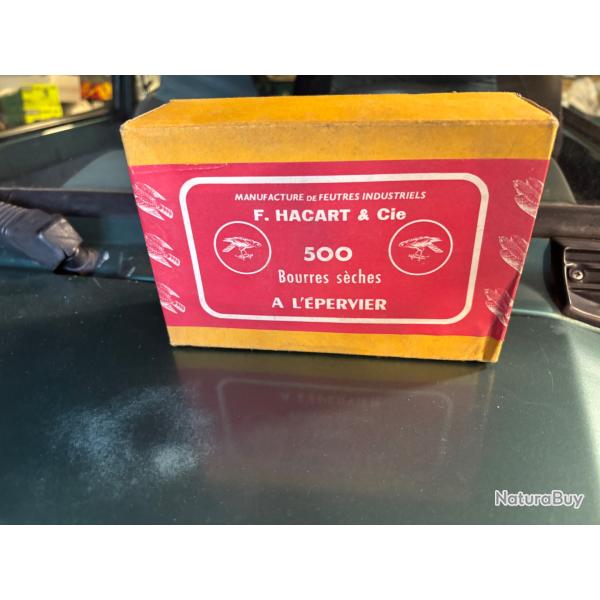 MANUFACTURE DE FEUTRES INDUSTRIELS
F. HACART & Cie
500
Bourres sèches
A L'ÉPERVIER
NaturaBuy